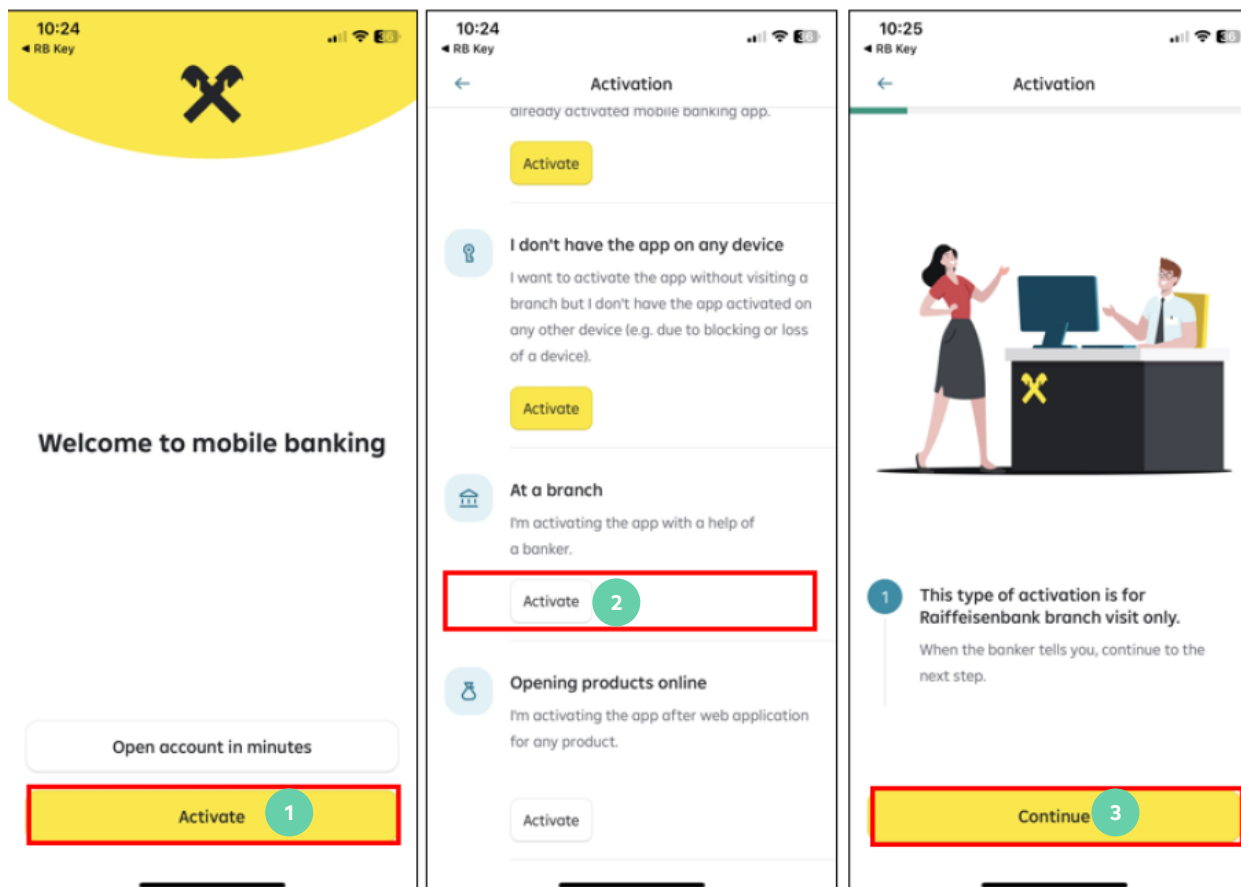 10:24
RB Key
36
Welcome to mobile banking
Open account in minutes
Activate 1
10:24
RB Key
36
Activation
already activated mobile banking app.
Activate
I don't have the app on any device
I want to activate the app without visiting a
branch but I don't have the app activated on
any other device (e.g. due to blocking or loss
of a device).
Activate
At a branch
I'm activating the app with a help of
a banker.
Activate 2
Opening products online
I'm activating the app after web application
for any product.
Activate
10:25
RB Key
36
Activation
1 This type of activation is for
Raiffeisenbank branch visit only.
When the banker tells you, continue to the
next step.
Continue 3